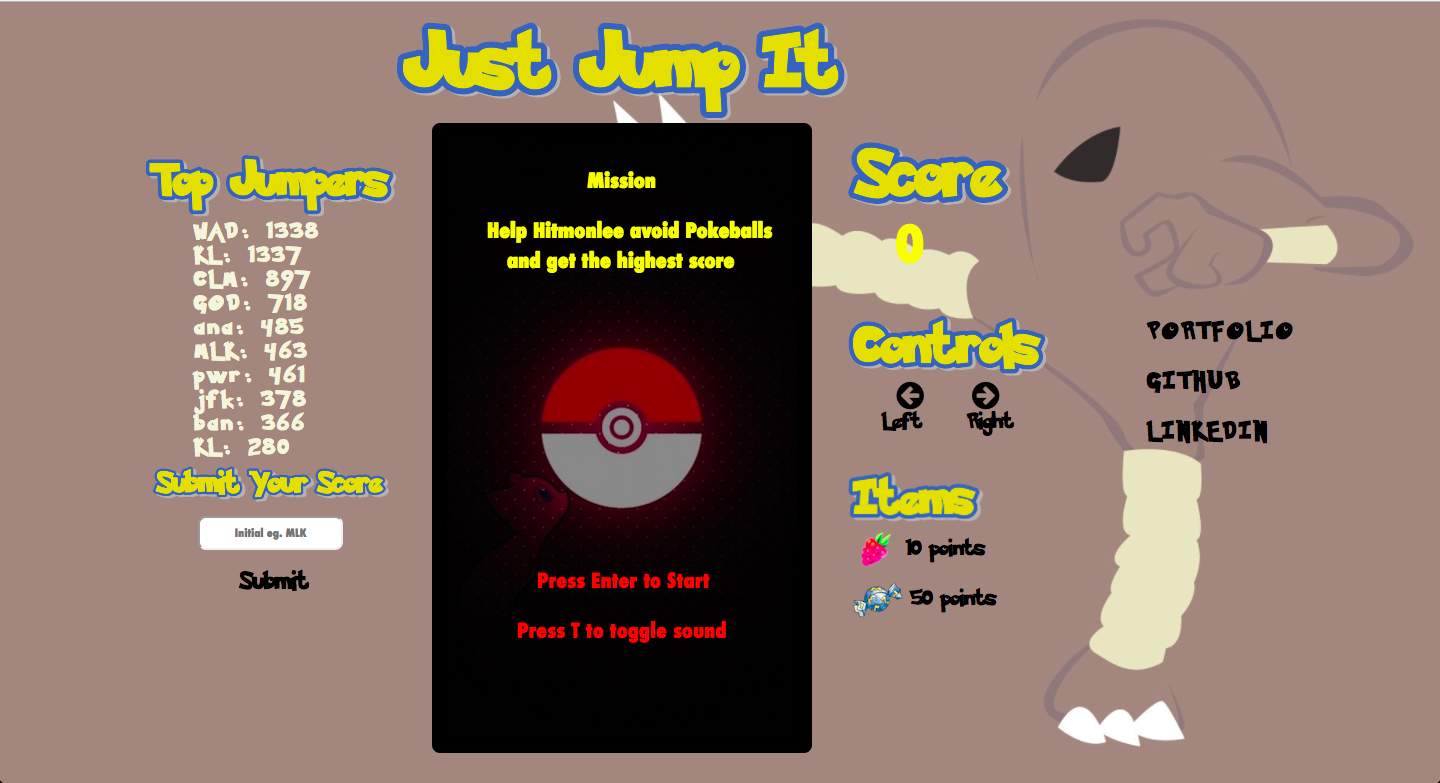 Just Jump It
Top Jumpers
WAD: 1338
RL: 1337
CLM: 897
GOD: 718
ana: 485
MLK: 463
pwr: 461
jfk: 378
ban: 366
RL: 280
Submit Your Score
Initial eg. MLK
Submit
Mission
Help Hitmonlee avoid Pokeballs
and get the highest score
Press Enter to Start
Press T to toggle sound
Score
0
Controls
Left Right
Items
10 points
50 points
PORTFOLIO
GITHUB
LINKEDIN